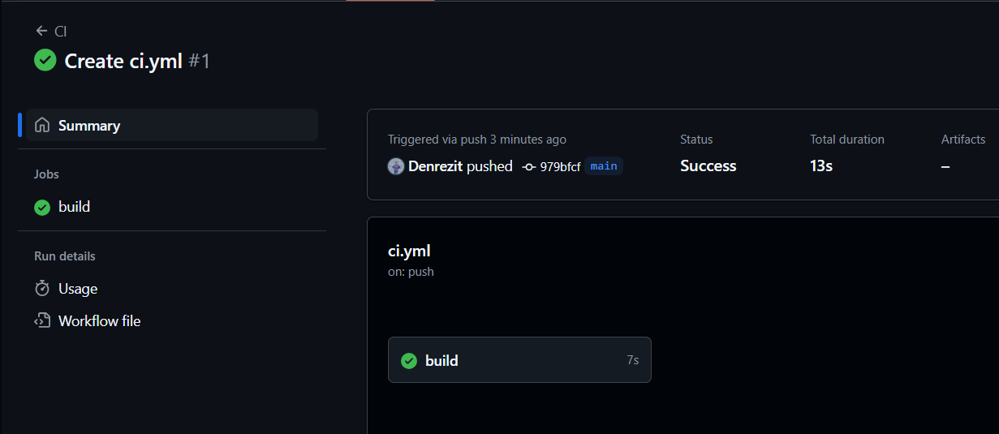 CI
Create ci.yml #1
Summary
Jobs
build
Run details
Usage
Workflow file
Triggered via push 3 minutes ago
Denrezit pushed 979bfcf main
Status
Success
Total duration
13s
Artifacts
–
ci.yml
on: push
build 7s